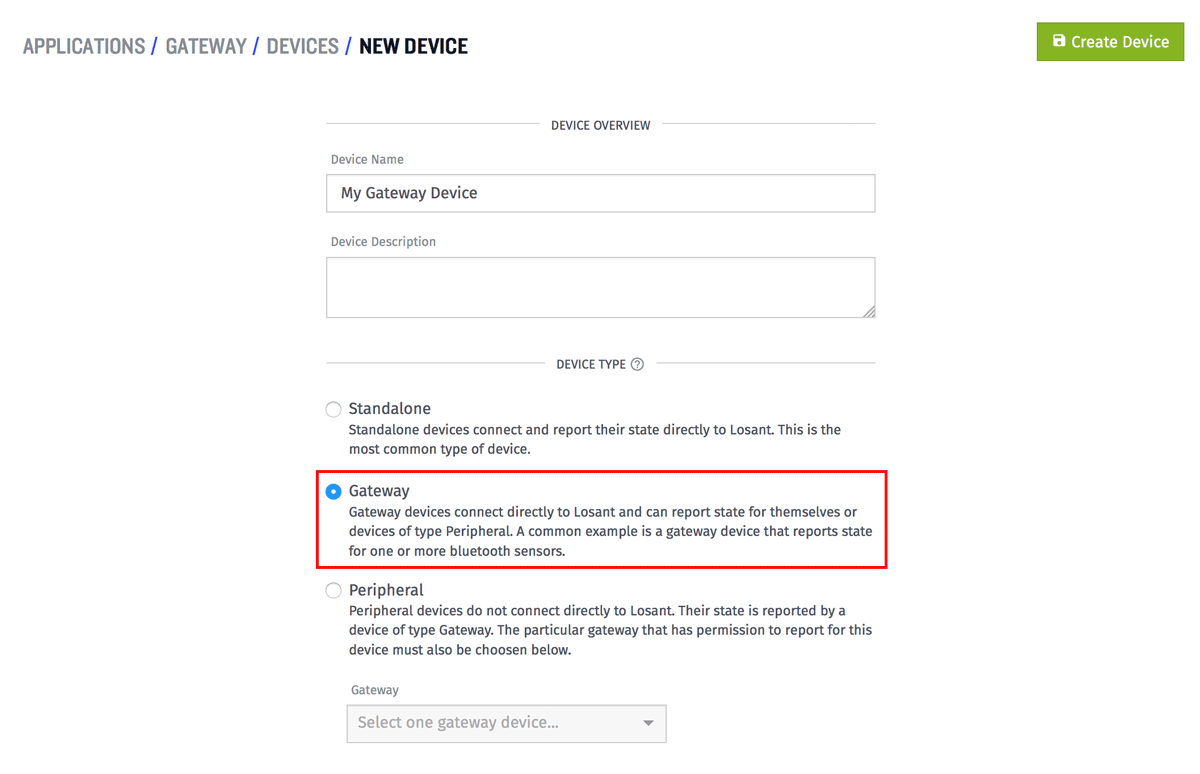 APPLICATIONS / GATEWAY / DEVICES / NEW DEVICE
Create Device
DEVICE OVERVIEW
Device Name
My Gateway Device
Device Description
DEVICE TYPE ?
Standalone
Standalone devices connect and report their state directly to Losant. This is the
most common type of device.
Gateway
Gateway devices connect directly to Losant and can report state for themselves or
devices of type Peripheral. A common example is a gateway device that reports state
for one or more bluetooth sensors.
Peripheral
Peripheral devices do not connect directly to Losant. Their state is reported by a
device of type Gateway. The particular gateway that has permission to report for this
device must also be choosen below.
Gateway
Select one gateway device...